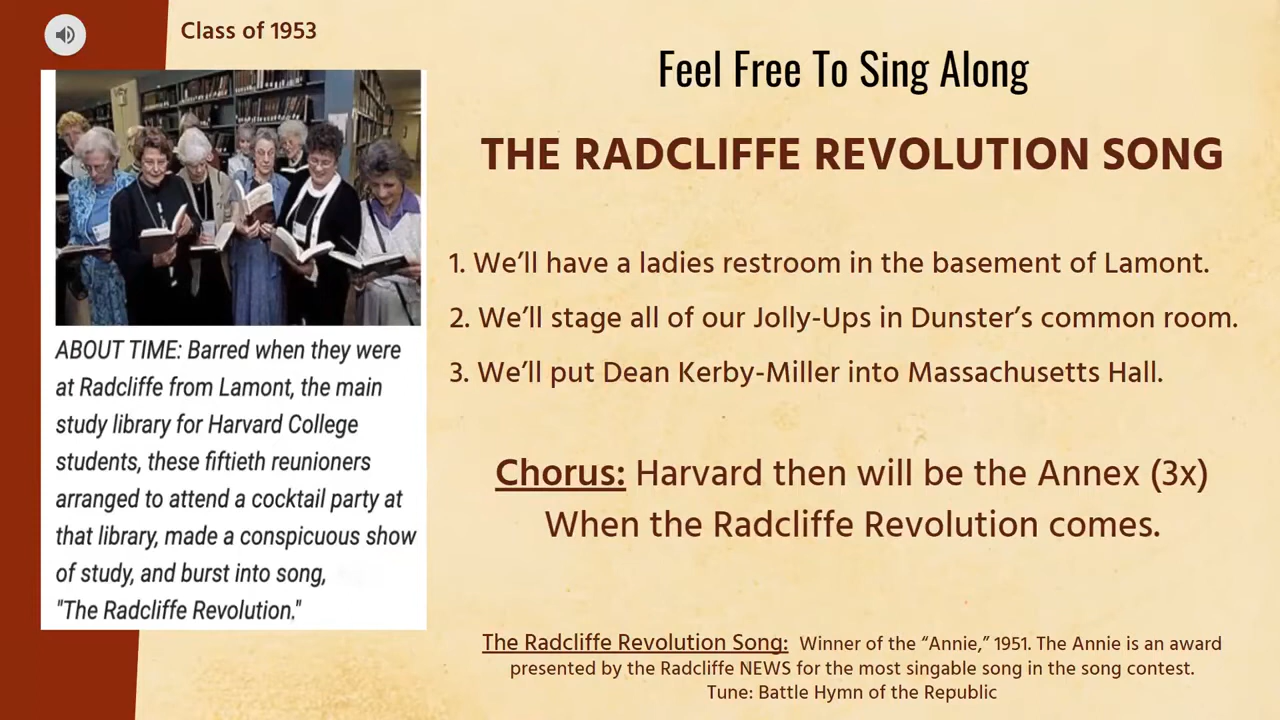 Class of 1953
ABOUT TIME: Barred when they were
at Radcliffe from Lamont, the main
study library for Harvard College
students, these fiftieth reunioners
arranged to attend a cocktail party at
that library, made a conspicuous show
of study, and burst into song,
"The Radcliffe Revolution."
Feel Free To Sing Along
THE RADCLIFFE REVOLUTION SONG
1. We’ll have a ladies restroom in the basement of Lamont.
2. We’ll stage all of our Jolly-Ups in Dunster’s common room.
3. We’ll put Dean Kerby-Miller into Massachusetts Hall.
Chorus: Harvard then will be the Annex (3x)
When the Radcliffe Revolution comes.
The Radcliffe Revolution Song: Winner of the “Annie,” 1951. The Annie is an award
presented by the Radcliffe NEWS for the most singable song in the song contest.
Tune: Battle Hymn of the Republic